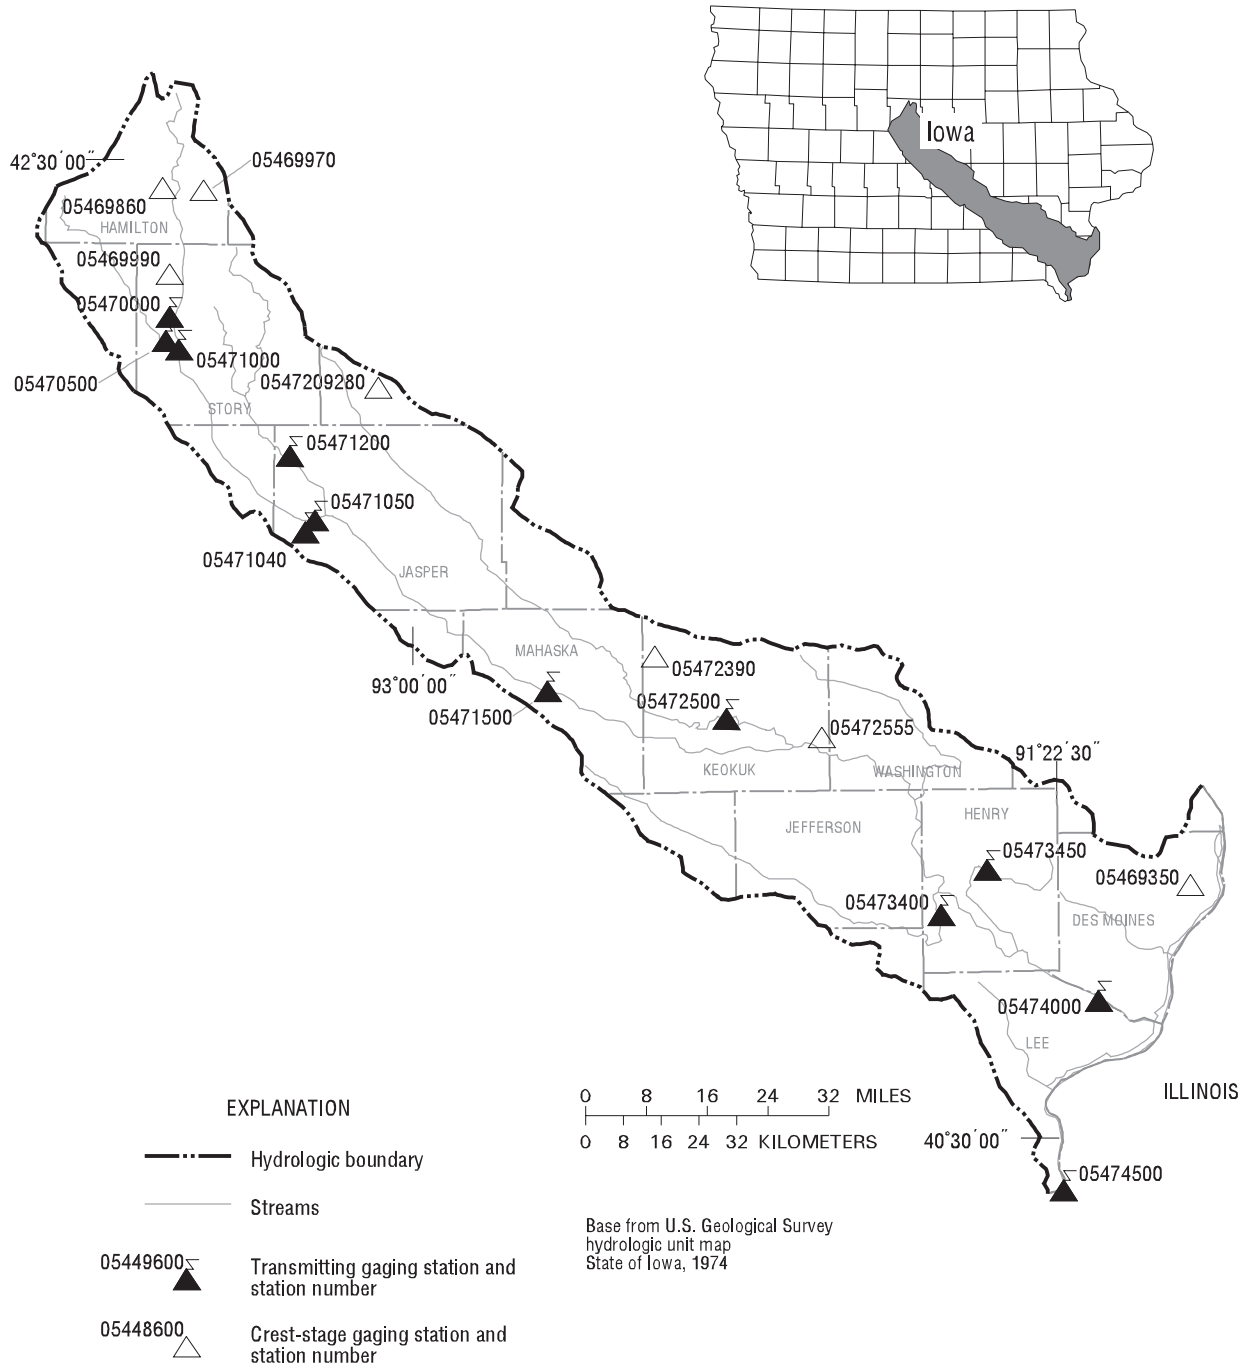 Iowa
42°30′00″
05469970
05469860
HAMILTON
05469990
05470000
05471000
05470500
0547209280
STORY
05471200
05471050
05471040
JASPER
MAHASKA
05472390
93°00′00″
05472500
05471500
05472555
91°22′30″
KEOKUK
WASHINGTON
HENRY
JEFFERSON
05473450
05469350
05473400
DES MOINES
05474000
LEE
ILLINOIS
0 8 16 24 32 MILES
0 8 16 24 32 KILOMETERS
40°30′00″
05474500
EXPLANATION
Hydrologic boundary
Streams
05449600
Transmitting gaging station and
station number
05448600
Crest-stage gaging station and
station number
Base from U.S. Geological Survey
hydrologic unit map
State of Iowa, 1974